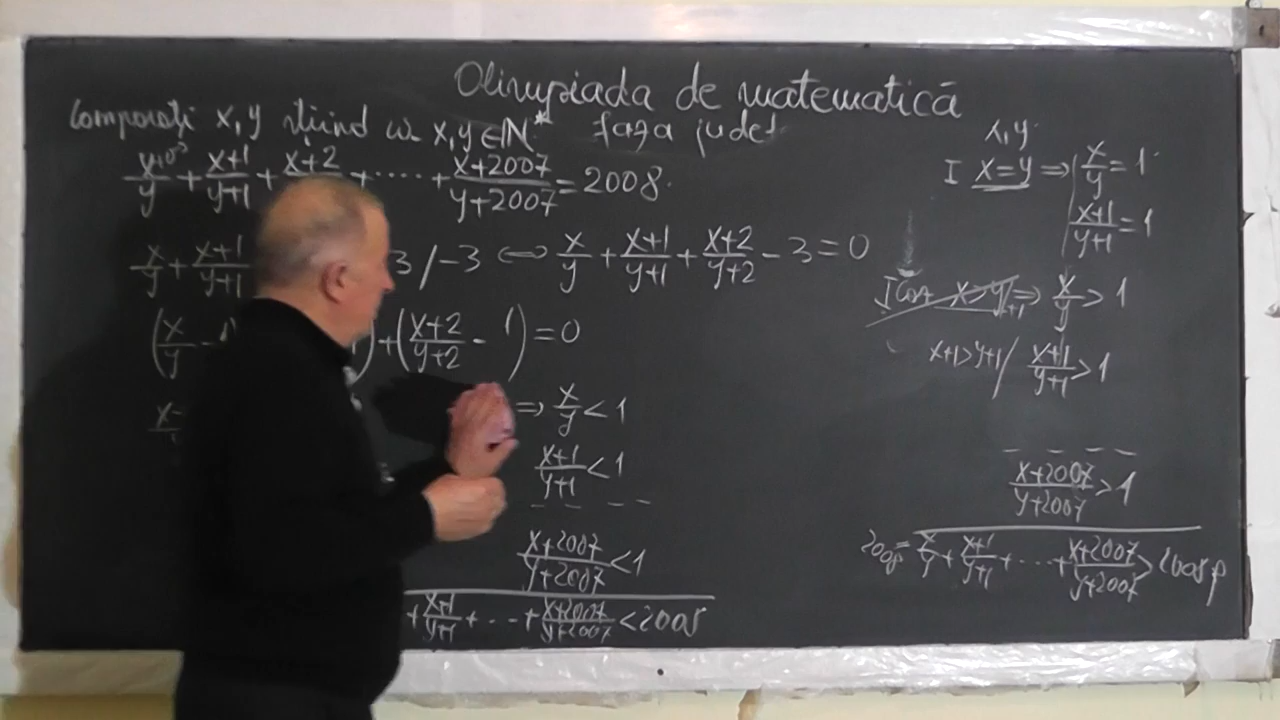 Olimpiada de matematică
Comparați x,y știind că x,y∈ℕ* faza județ
x+0/y + x+1/y+1 + x+2 + ..... + x+2007/y+2007 = 2008.
x/y + x+1/y+1 3/-3 ⇔ x/y + x+1/y+1 + x+2/y+2 - 3 = 0
(x/y - 1 ) + (x+2/y+2 - 1) = 0
x-
⇒ x/y < 1
x+1/y+1 < 1
- - - -
x+2007/y+2007 < 1
+ x+1/y+1 + ... + x+2007/y+2007 < 2008
x,y.
I x=y ⇒ x/y = 1
x+1/y+1 = 1
x>y ⇒ x/y > 1
x+1>y+1 / x+1/y+1 > 1
- - - -
x+2007/y+2007 > 1
2008 = x/y + x+1/y+1 + ... + x+2007/y+2007 > 2008